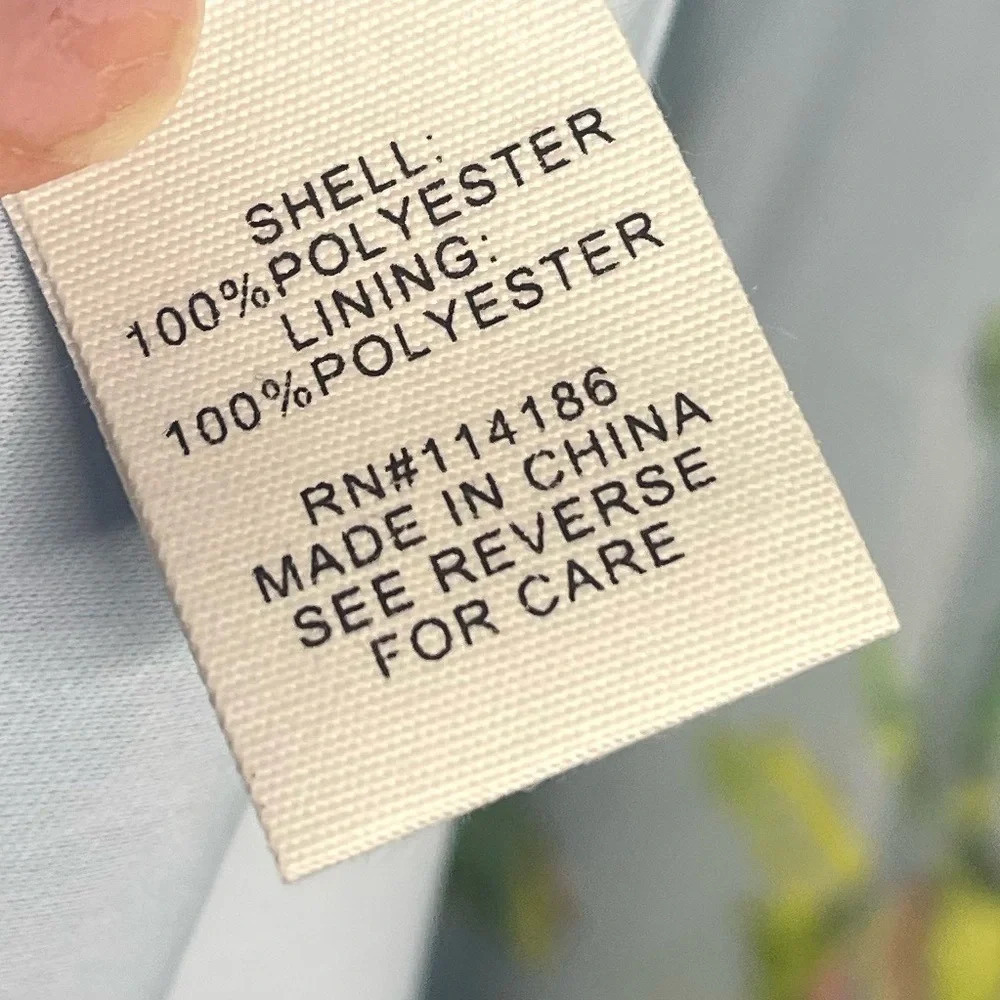 SHELL:
100%POLYESTER
LINING:
100%POLYESTER
RN#114186
MADE IN CHINA
SEE REVERSE
FOR CARE